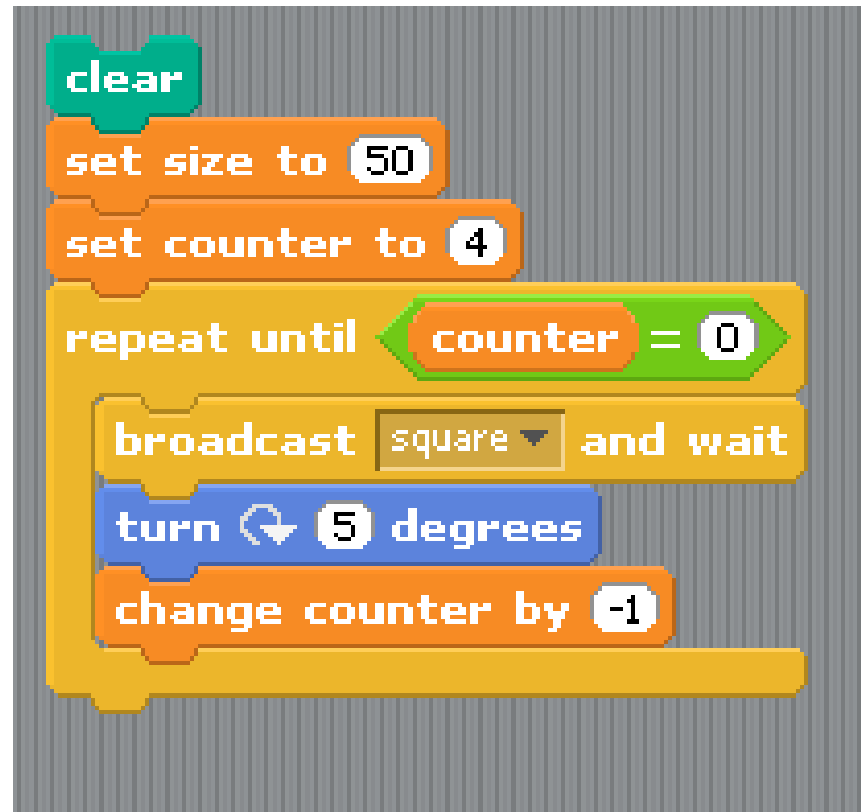 clear
set size to 50
set counter to 4
repeat until counter = 0
broadcast square and wait
turn 5 degrees
change counter by -1